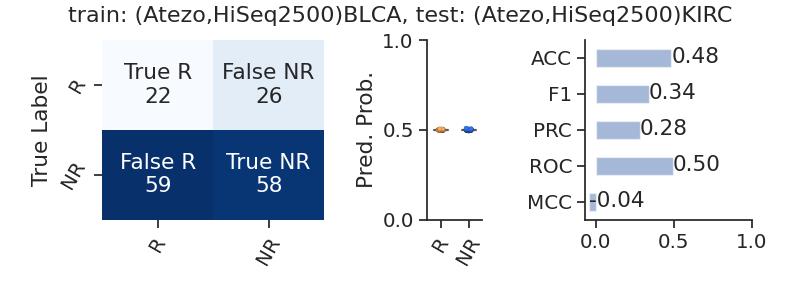 train: (Atezo,HiSeq2500)BLCA, test: (Atezo,HiSeq2500)KIRC
True Label
R
NR
True R
22
False NR
26
False R
59
True NR
58
R
NR
Pred. Prob.
1.0
0.5
0.0
R
NR
ACC
0.48
F1
0.34
PRC
0.28
ROC
0.50
MCC
-0.04
0.0
0.5
1.0